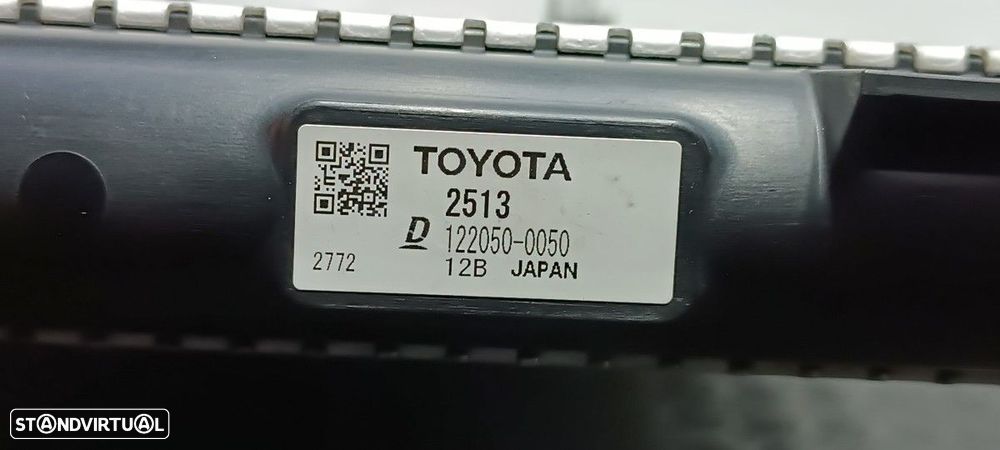 TOYOTA
2513
D 122050-0050
2772
12B JAPAN
STANDVIRTUAL